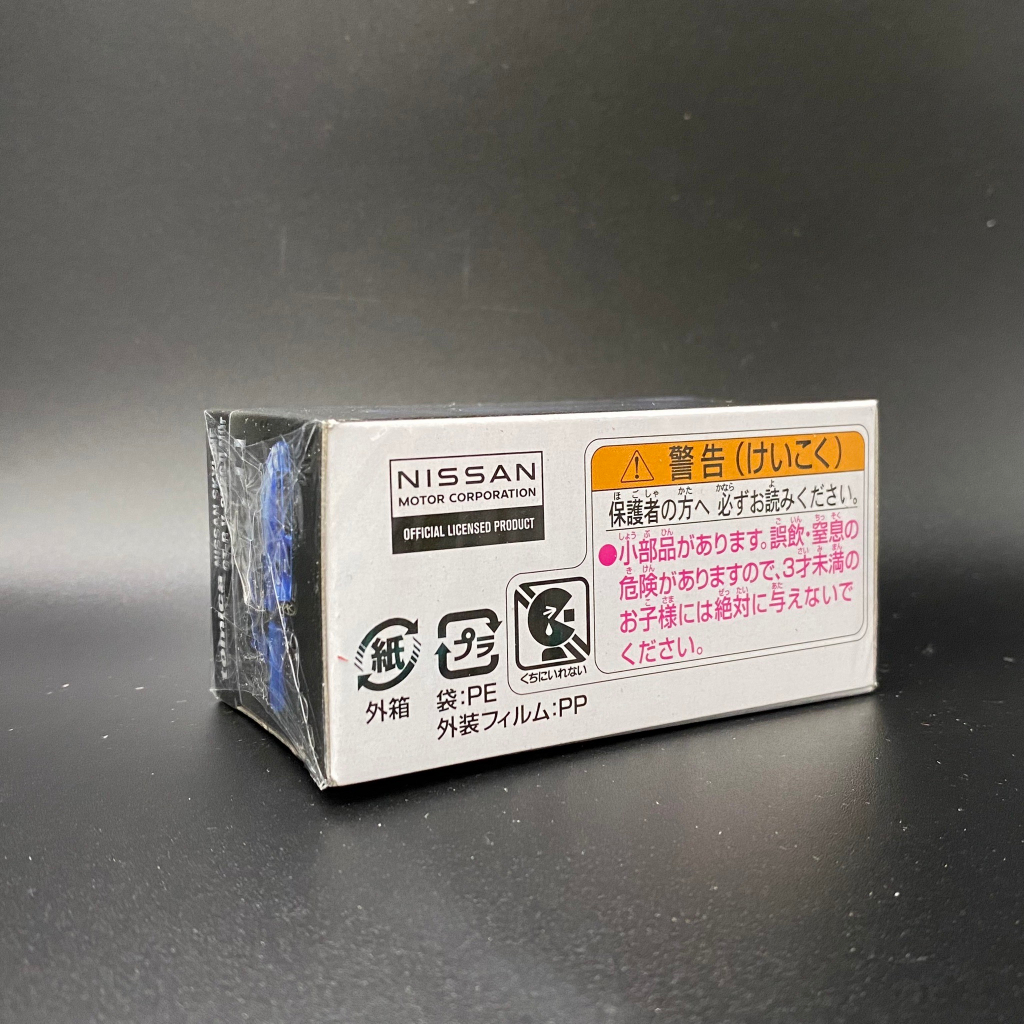 NISSAN
MOTOR CORPORATION
OFFICIAL LICENSED PRODUCT
紙
外箱
プラ
袋:PE
外装フィルム:PP
くちにいれない
警告(けいこく)
保護者の方へ 必ずお読みください。
●小部品があります。誤飲・窒息の
危険がありますので、3才未満の
お子様には絶対に与えないで
ください。